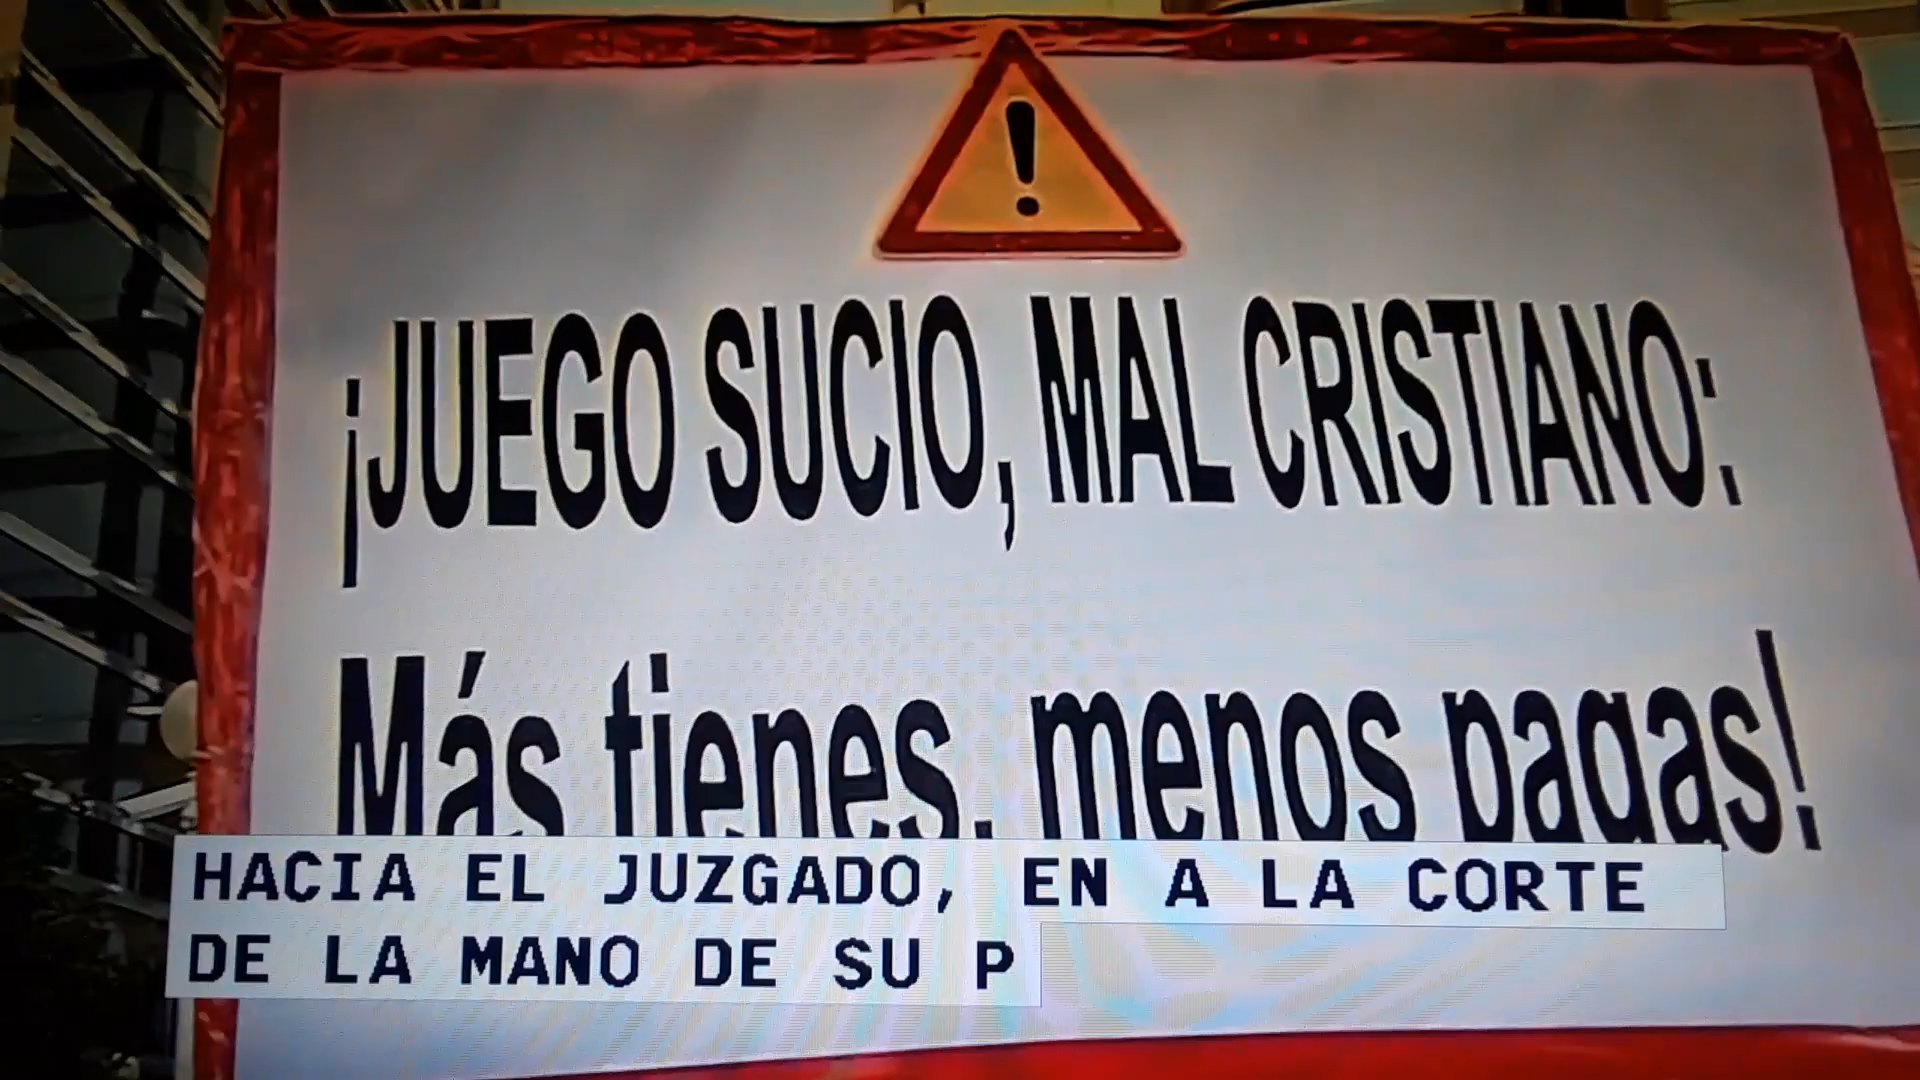 ¡JUEGO SUCIO, MAL CRISTIANO:
Más tienes, menos pagas!
HACIA EL JUZGADO, EN A LA CORTE
DE LA MANO DE SU P